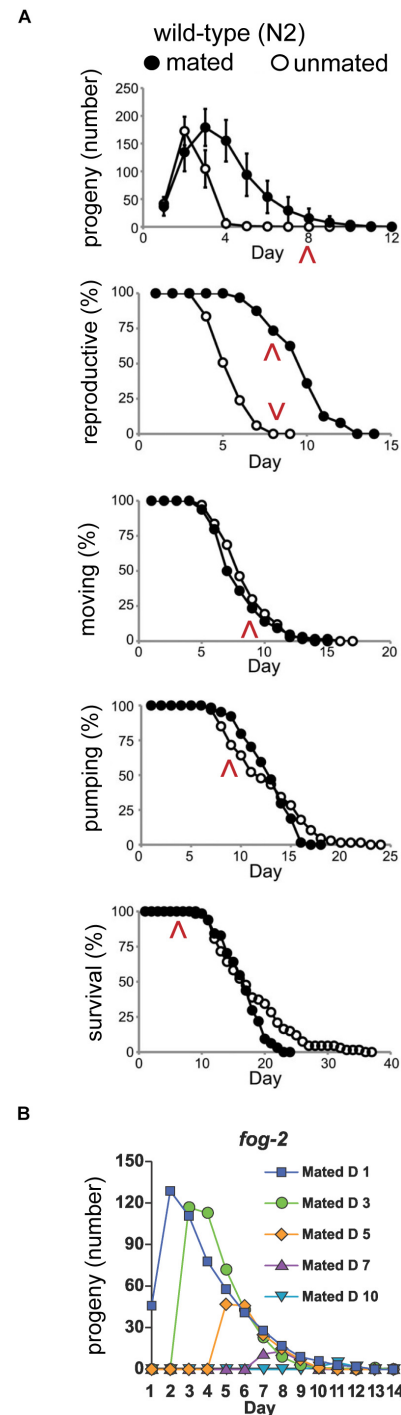 A
wild-type (N2)
● mated ○ unmated
progeny (number)
250
200
150
100
50
0
0 4 8 12
Day
^
reproductive (%)
100
75
50
25
0
^
v
0 5 10 15
Day
moving (%)
100
75
50
25
0
^
0 5 10 15 20
Day
pumping (%)
100
75
50
25
0
^
0 5 10 15 20 25
Day
survival (%)
100
75
50
25
0
^
0 10 20 30 40
Day
B
fog-2
progeny (number)
150
120
90
60
30
0
Mated D 1
Mated D 3
Mated D 5
Mated D 7
Mated D 10
1 2 3 4 5 6 7 8 9 10 11 12 13 14
Day